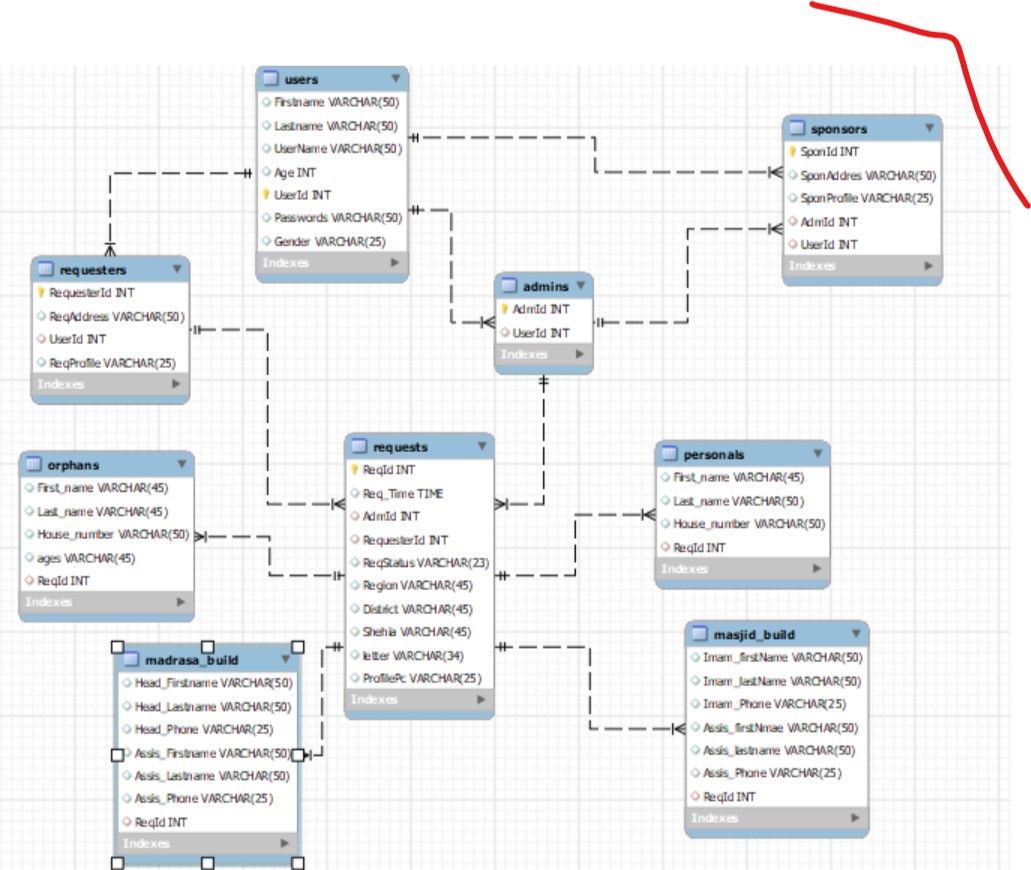 users
Firstname VARCHAR(50)
Lastname VARCHAR(50)
UserName VARCHAR(50)
Age INT
UserId INT
Passwords VARCHAR(50)
Gender VARCHAR(25)
Indexes
sponsors
SponId INT
SponAddres VARCHAR(50)
SponProfile VARCHAR(25)
AdmId INT
UserId INT
Indexes
requesters
RequesterId INT
ReqAddress VARCHAR(50)
UserId INT
ReqProfile VARCHAR(25)
Indexes
admins
AdmId INT
UserId INT
Indexes
orphans
First_name VARCHAR(45)
Last_name VARCHAR(45)
House_number VARCHAR(50)
ages VARCHAR(45)
ReqId INT
Indexes
requests
ReqId INT
Req_Time TIME
AdmId INT
RequesterId INT
ReqStatus VARCHAR(23)
Region VARCHAR(45)
District VARCHAR(45)
Shehia VARCHAR(45)
letter VARCHAR(34)
ProfilePc VARCHAR(25)
Indexes
personals
First_name VARCHAR(45)
Last_name VARCHAR(50)
House_number VARCHAR(50)
ReqId INT
Indexes
madrasa_build
Head_Firstname VARCHAR(50)
Head_Lastname VARCHAR(50)
Head_Phone VARCHAR(25)
Assis_Firstname VARCHAR(50)
Assis_Lastname VARCHAR(50)
Assis_Phone VARCHAR(25)
ReqId INT
Indexes
masjid_build
Imam_firstName VARCHAR(50)
Imam_lastName VARCHAR(50)
Imam_Phone VARCHAR(25)
Assis_firstNmae VARCHAR(50)
Assis_lastname VARCHAR(50)
Assis_Phone VARCHAR(25)
ReqId INT
Indexes